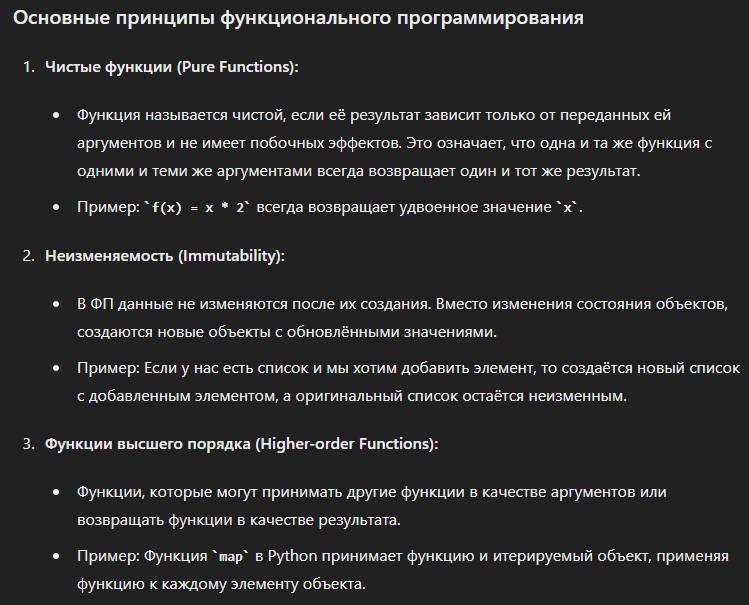 Основные принципы функционального программирования
1. Чистые функции (Pure Functions):
• Функция называется чистой, если её результат зависит только от переданных ей
аргументов и не имеет побочных эффектов. Это означает, что одна и та же функция с
одними и теми же аргументами всегда возвращает один и тот же результат.
• Пример: `f(x) = x * 2` всегда возвращает удвоенное значение `x`.
2. Неизменяемость (Immutability):
• В ФП данные не изменяются после их создания. Вместо изменения состояния объектов,
создаются новые объекты с обновлёнными значениями.
• Пример: Если у нас есть список и мы хотим добавить элемент, то создаётся новый список
с добавленным элементом, а оригинальный список остаётся неизменным.
3. Функции высшего порядка (Higher-order Functions):
• Функции, которые могут принимать другие функции в качестве аргументов или
возвращать функции в качестве результата.
• Пример: Функция `map` в Python принимает функцию и итерируемый объект, применяя
функцию к каждому элементу объекта.